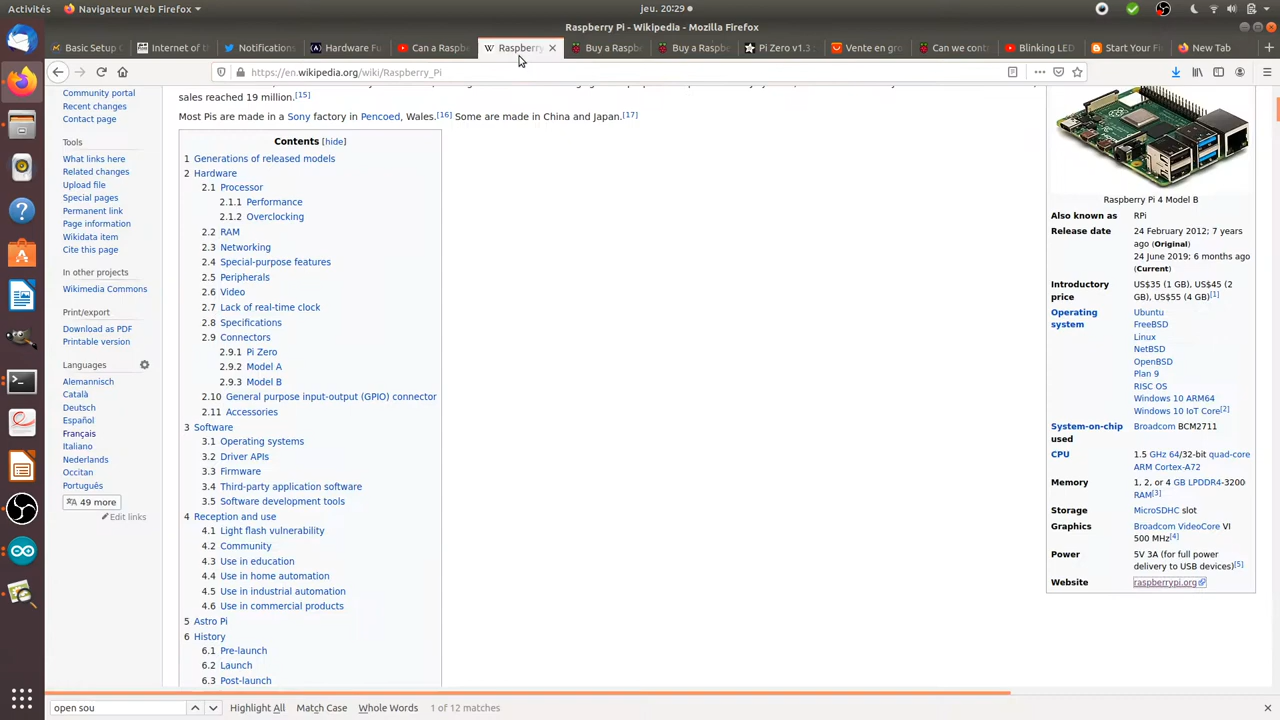 Activités
Navigateur Web Firefox
jeu. 20:29
Raspberry Pi - Wikipedia - Mozilla Firefox
Basic Setup
Internet of t
Notifications
Hardware Fu
Can a Raspb
Raspberry
Buy a Raspb
Buy a Raspbe
Pi Zero v1.3
Vente en gro
Can we cont
Blinking LED
Start Your Fi
New Tab
https://en.wikipedia.org/wiki/Raspberry_Pi
Community portal
Recent changes
Contact page
Tools
What links here
Related changes
Upload file
Special pages
Permanent link
Page information
Wikidata item
Cite this page
In other projects
Wikimedia Commons
Print/export
Download as PDF
Printable version
Languages
Alemannisch
Català
Deutsch
Español
Français
Italiano
Nederlands
Occitan
Português
49 more
Edit links
sales reached 19 million.[15]
Most Pis are made in a Sony factory in Pencoed, Wales.[16] Some are made in China and Japan.[17]
Contents [hide]
1 Generations of released models
2 Hardware
2.1 Processor
2.1.1 Performance
2.1.2 Overclocking
2.2 RAM
2.3 Networking
2.4 Special-purpose features
2.5 Peripherals
2.6 Video
2.7 Lack of real-time clock
2.8 Specifications
2.9 Connectors
2.9.1 Pi Zero
2.9.2 Model A
2.9.3 Model B
2.10 General purpose input-output (GPIO) connector
2.11 Accessories
3 Software
3.1 Operating systems
3.2 Driver APIs
3.3 Firmware
3.4 Third-party application software
3.5 Software development tools
4 Reception and use
4.1 Light flash vulnerability
4.2 Community
4.3 Use in education
4.4 Use in home automation
4.5 Use in industrial automation
4.6 Use in commercial products
5 Astro Pi
6 History
6.1 Pre-launch
6.2 Launch
6.3 Post-launch
Raspberry Pi 4 Model B
Also known as RPi
Release date 24 February 2012; 7 years
ago (Original)
24 June 2019; 6 months ago
(Current)
Introductory US$35 (1 GB), US$45 (2
price GB), US$55 (4 GB)[1]
Operating Ubuntu
system FreeBSD
Linux
NetBSD
OpenBSD
Plan 9
RISC OS
Windows 10 ARM64
Windows 10 IoT Core[2]
System-on-chip Broadcom BCM2711
used
CPU 1.5 GHz 64/32-bit quad-core
ARM Cortex-A72
Memory 1, 2, or 4 GB LPDDR4-3200
RAM[3]
Storage MicroSDHC slot
Graphics Broadcom VideoCore VI
500 MHz[4]
Power 5V 3A (for full power
delivery to USB devices)[5]
Website raspberrypi.org
open sou
Highlight All
Match Case
Whole Words
1 of 12 matches